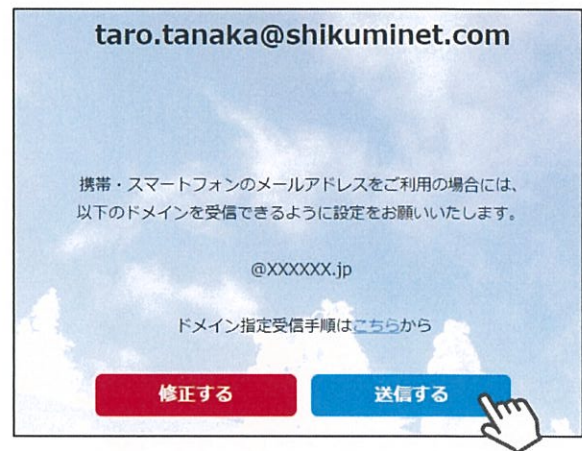 taro.tanaka@shikuminet.com
携帯・スマートフォンのメールアドレスをご利用の場合には、
以下のドメインを受信できるように設定をお願いいたします。
@XXXXXX.jp
ドメイン指定受信手順はこちらから
修正する
送信する